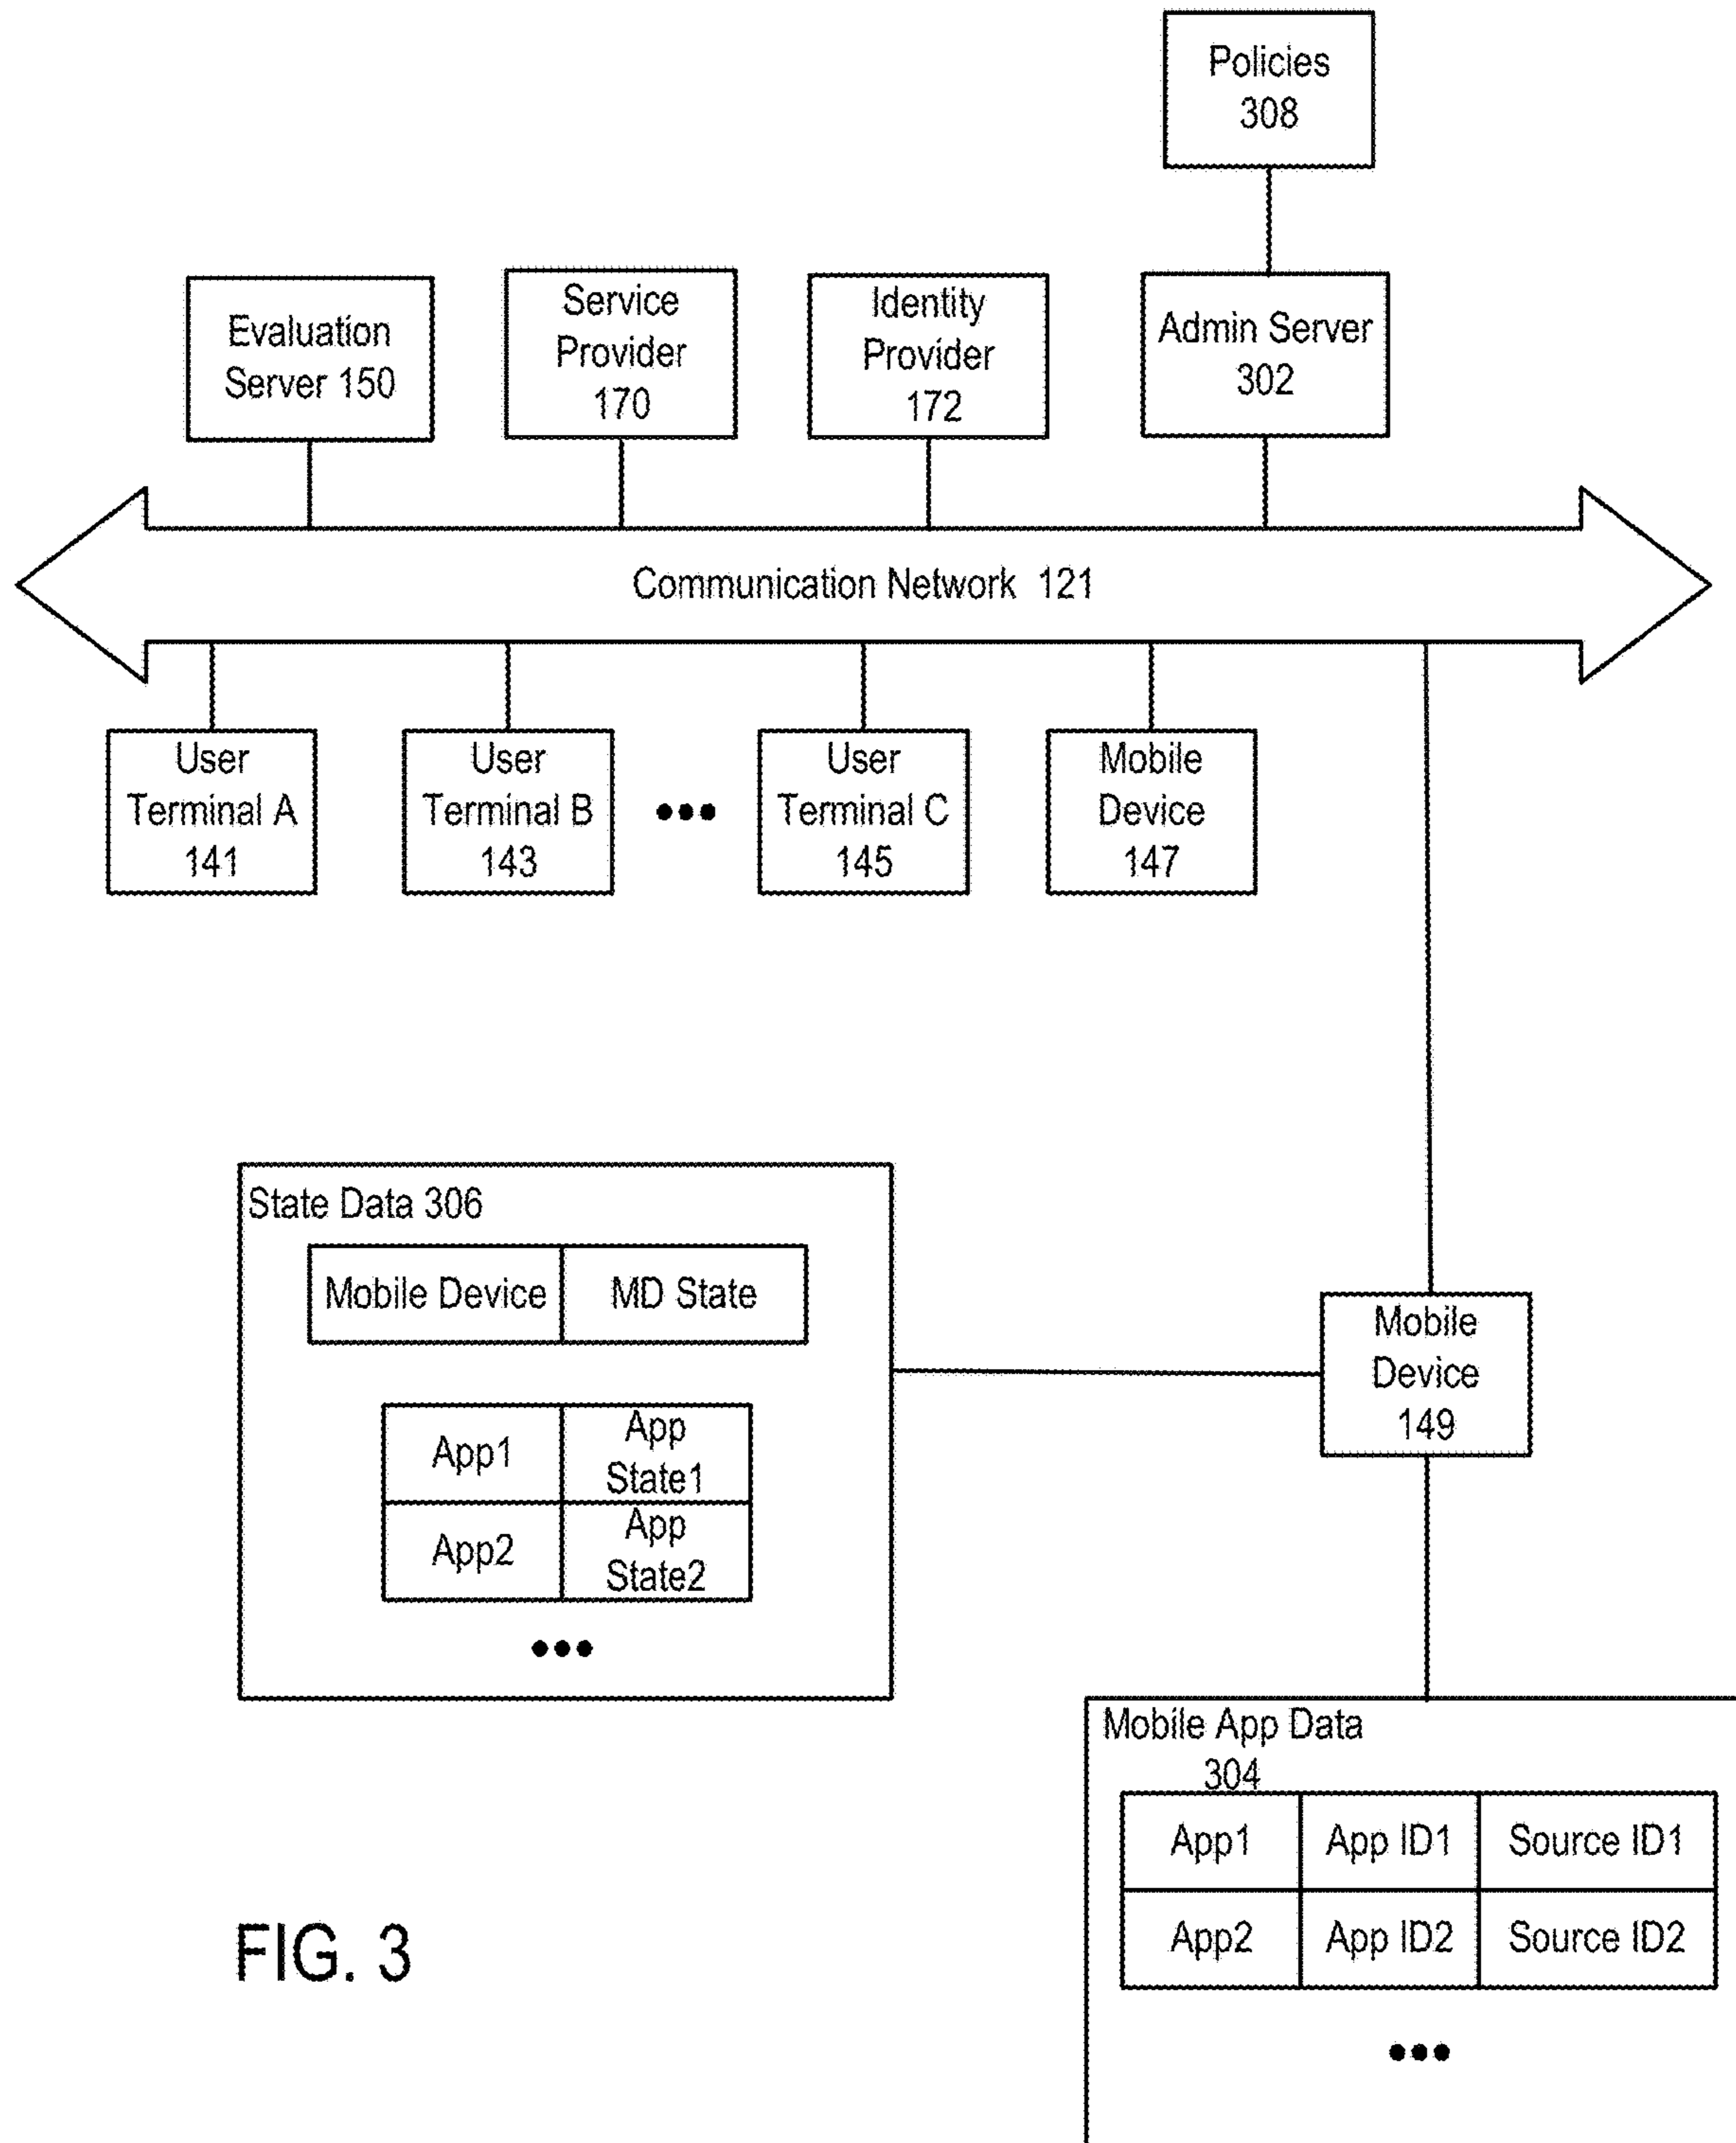 Policies
308
Evaluation
Server 150
Service
Provider
170
Identity
Provider
172
Admin Server
302
Communication Network 121
User
Terminal A
141
User
Terminal B
143
•••
User
Terminal C
145
Mobile
Device
147
State Data 306
Mobile Device
MD State
App1
App
State1
App2
App
State2
•••
Mobile
Device
149
Mobile App Data
304
App1
App ID1
Source ID1
App2
App ID2
Source ID2
•••
FIG. 3